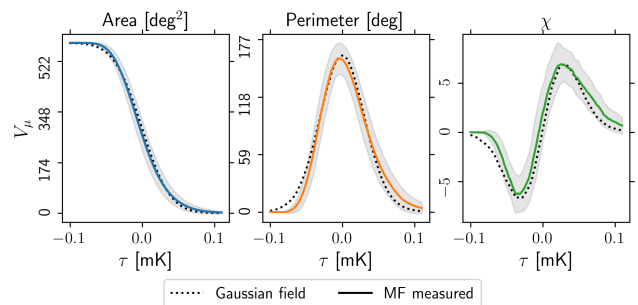 Area [deg²] Perimeter [deg] χ
V_μ
522
348
174
0
177
118
59
0
5
0
−5
−0.1 0.0 0.1
−0.1 0.0 0.1
−0.1 0.0 0.1
τ [mK] τ [mK] τ [mK]
Gaussian field MF measured